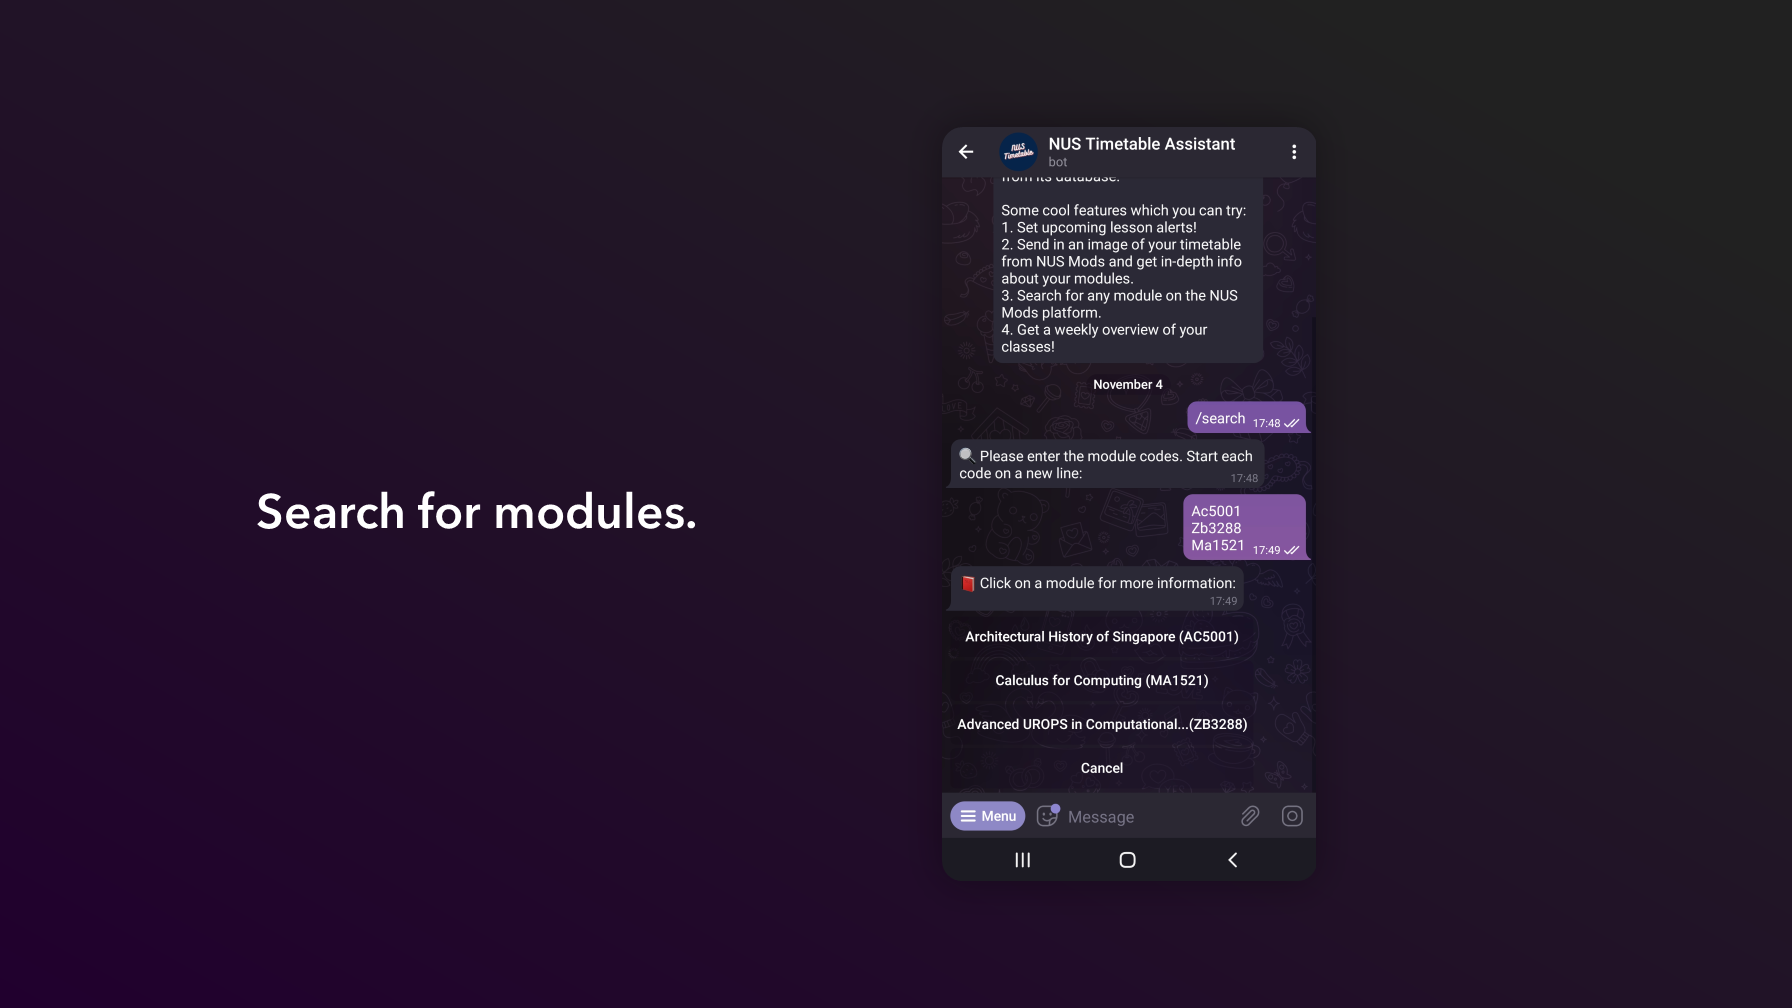 Search for modules.
NUS
Timetable
NUS Timetable Assistant
bot
from its database.
Some cool features which you can try:
1. Set upcoming lesson alerts!
2. Send in an image of your timetable
from NUS Mods and get in-depth info
about your modules.
3. Search for any module on the NUS
Mods platform.
4. Get a weekly overview of your
classes!
November 4
/search 17:48
Please enter the module codes. Start each
code on a new line:
17:48
Ac5001
Zb3288
Ma1521 17:49
Click on a module for more information:
17:49
Architectural History of Singapore (AC5001)
Calculus for Computing (MA1521)
Advanced UROPS in Computational...(ZB3288)
Cancel
Menu Message